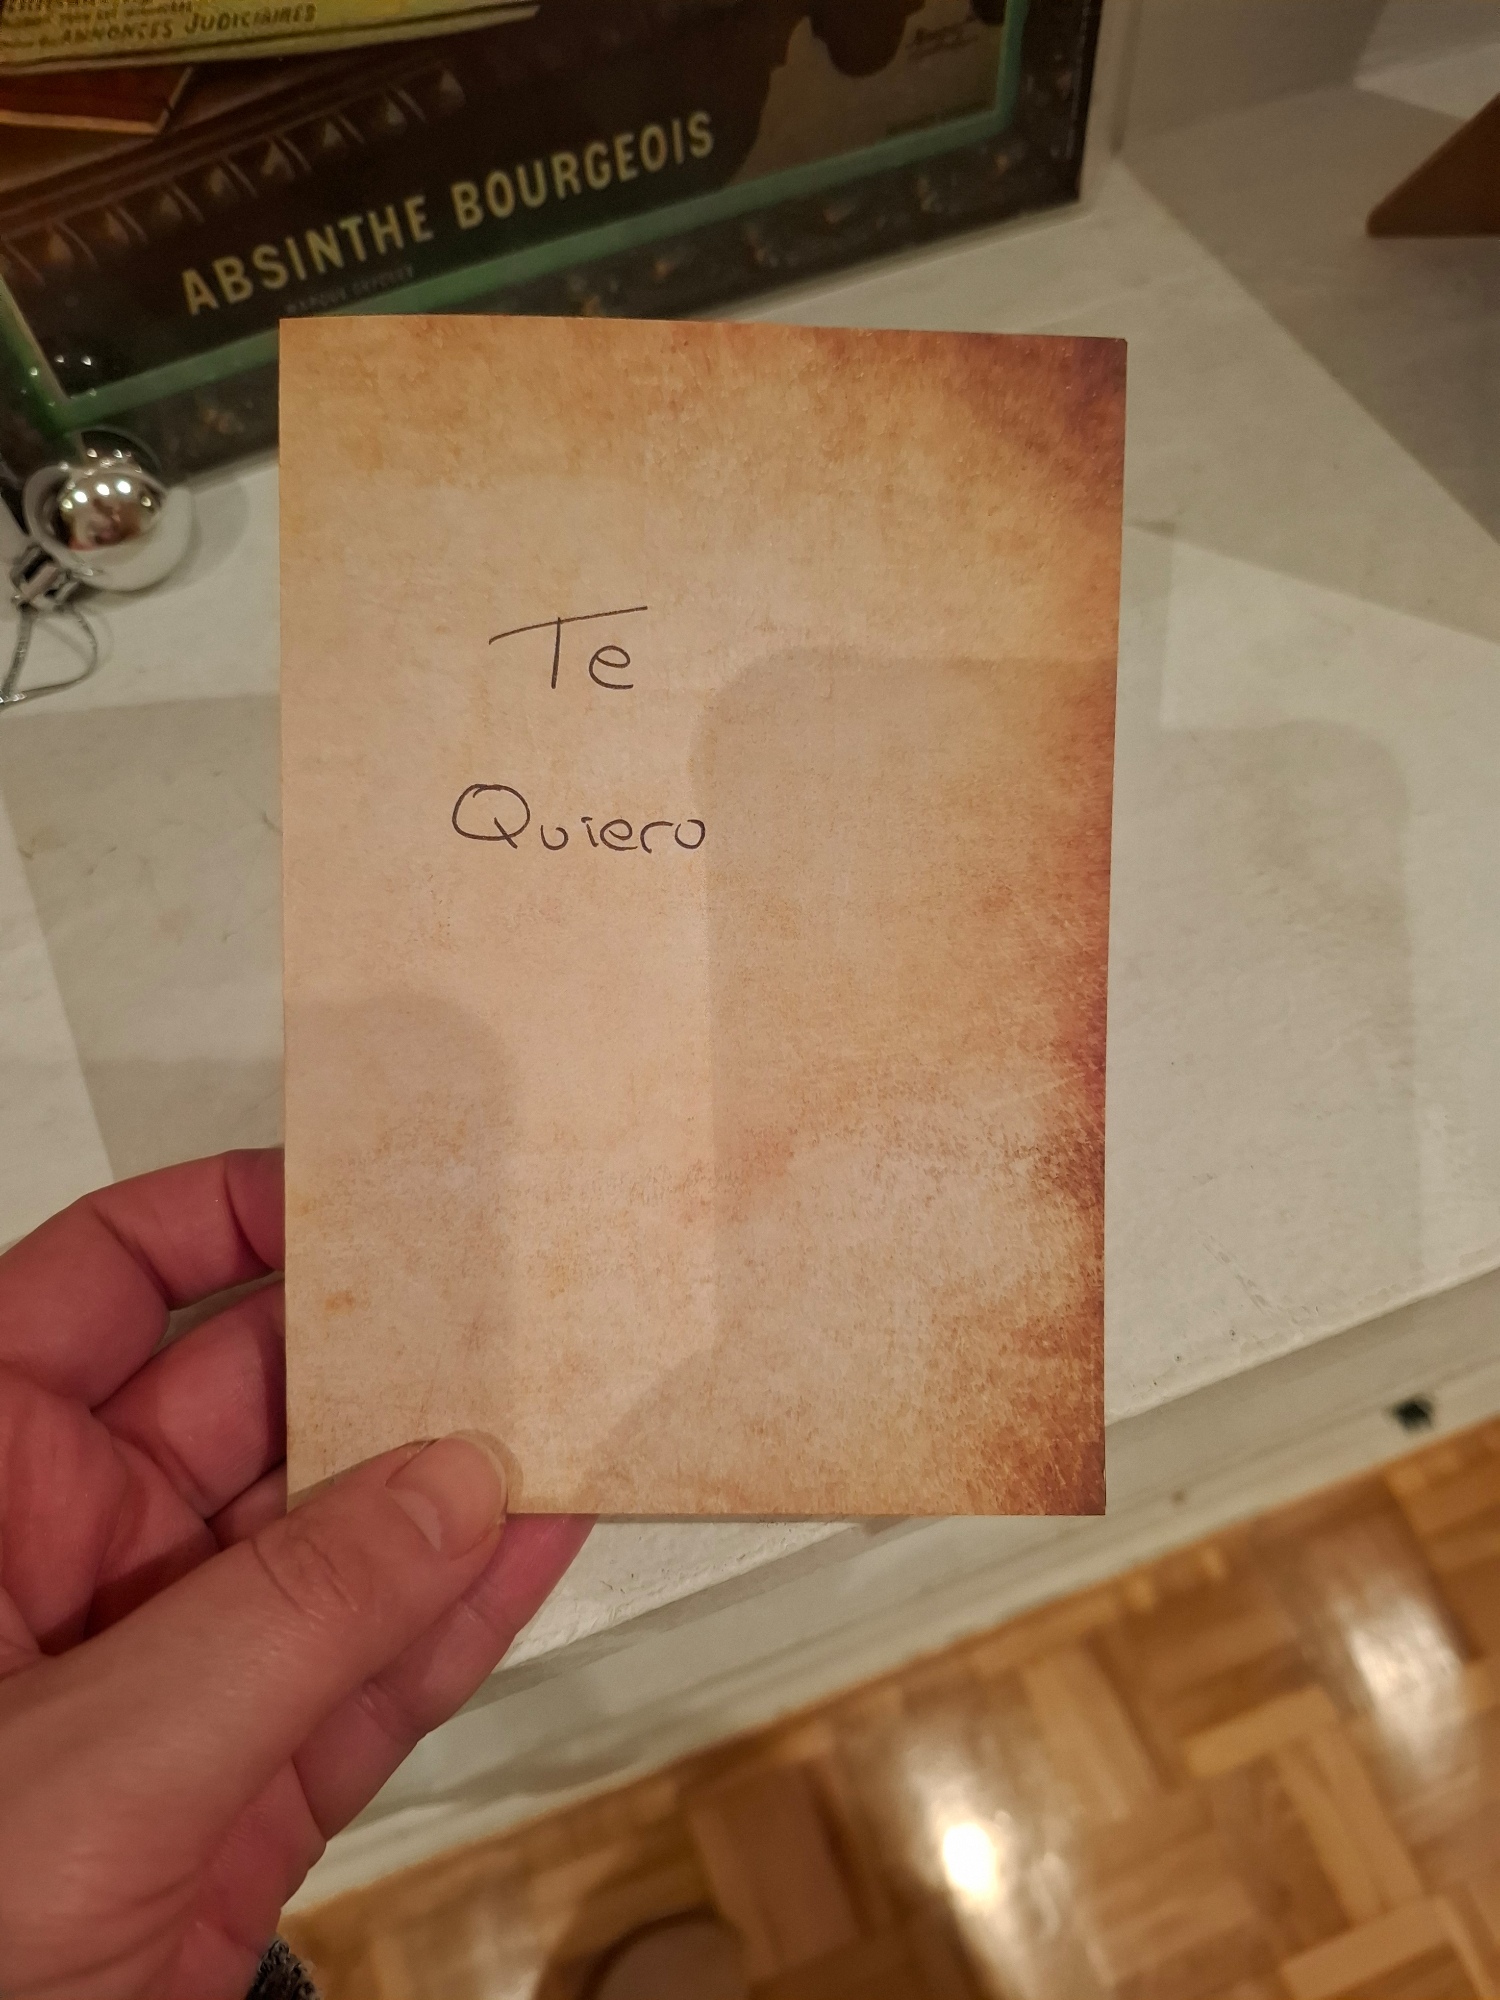 ANNONCES JUDICIAIRES
ABSINTHE BOURGEOIS
Te
Quiero